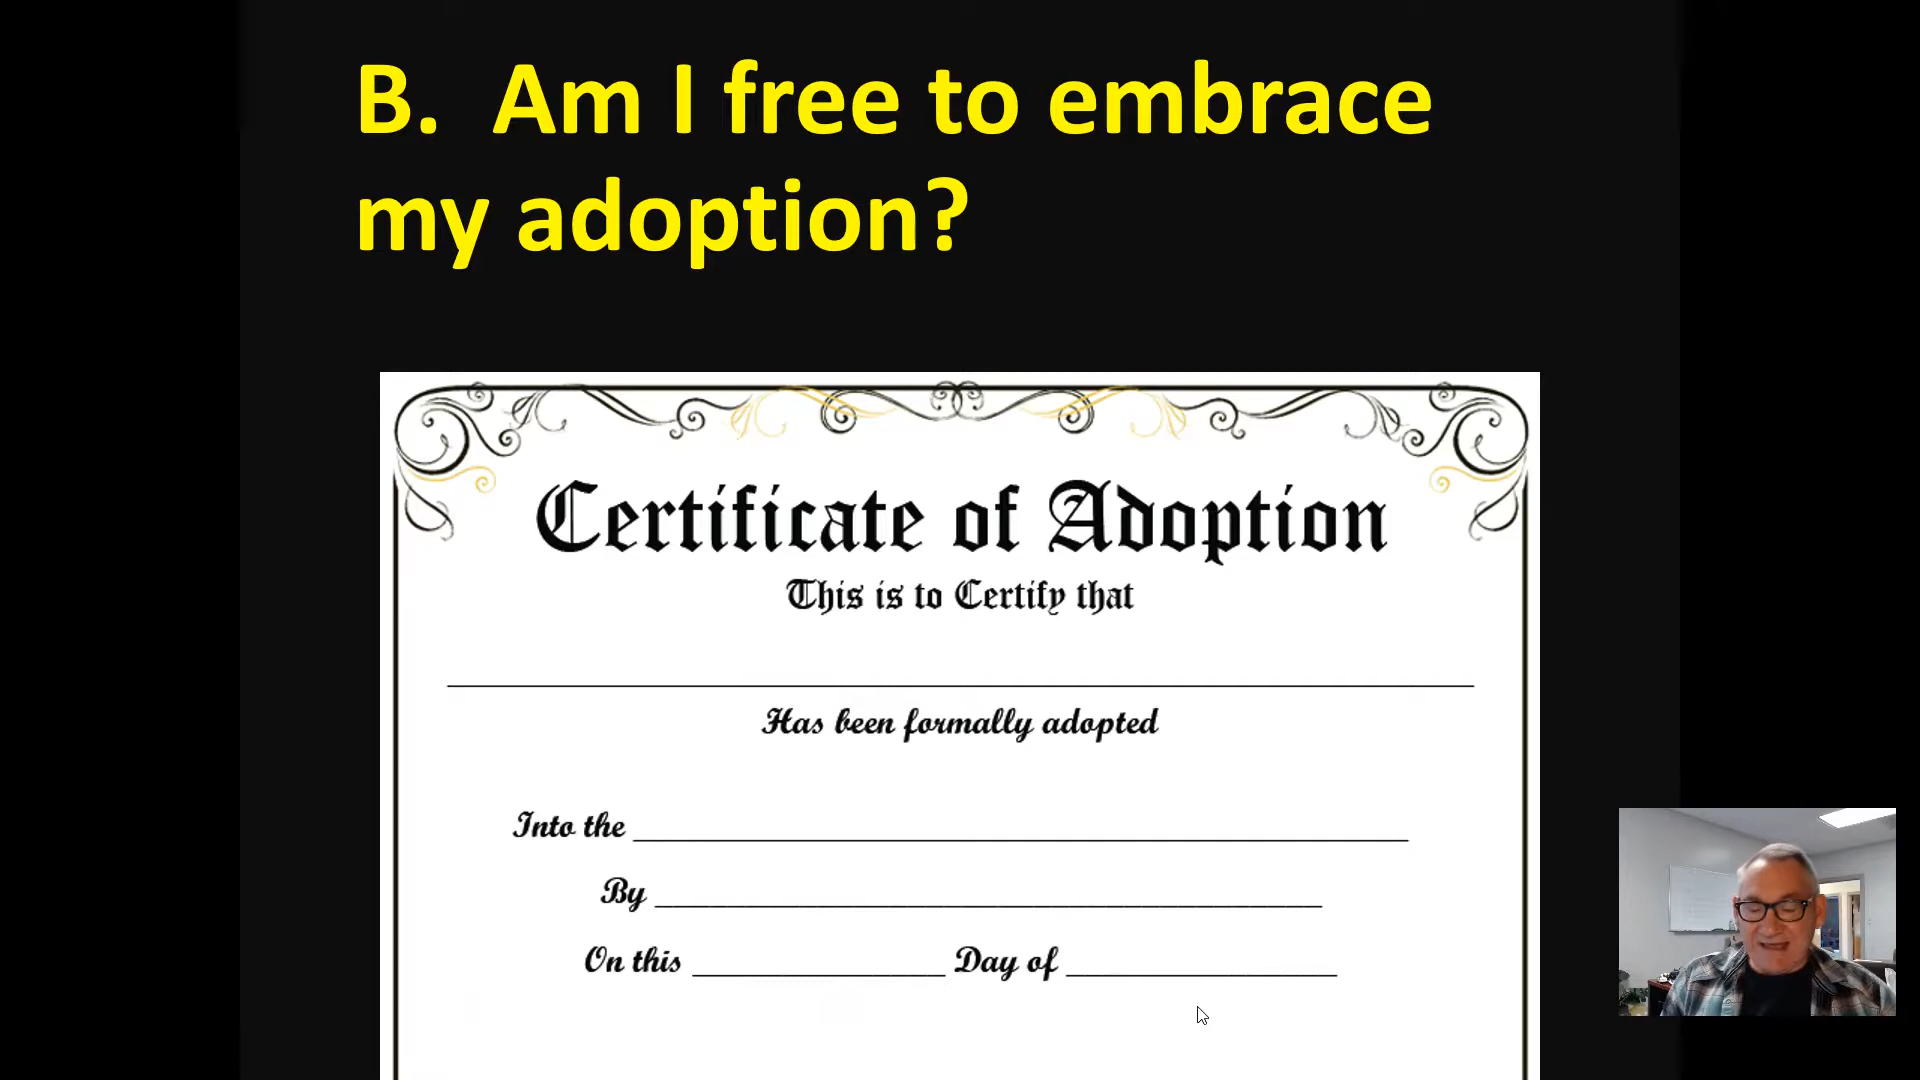 B. Am I free to embrace
my adoption?
Certificate of Adoption
This is to Certify that
Has been formally adopted
Into the
By
On this Day of